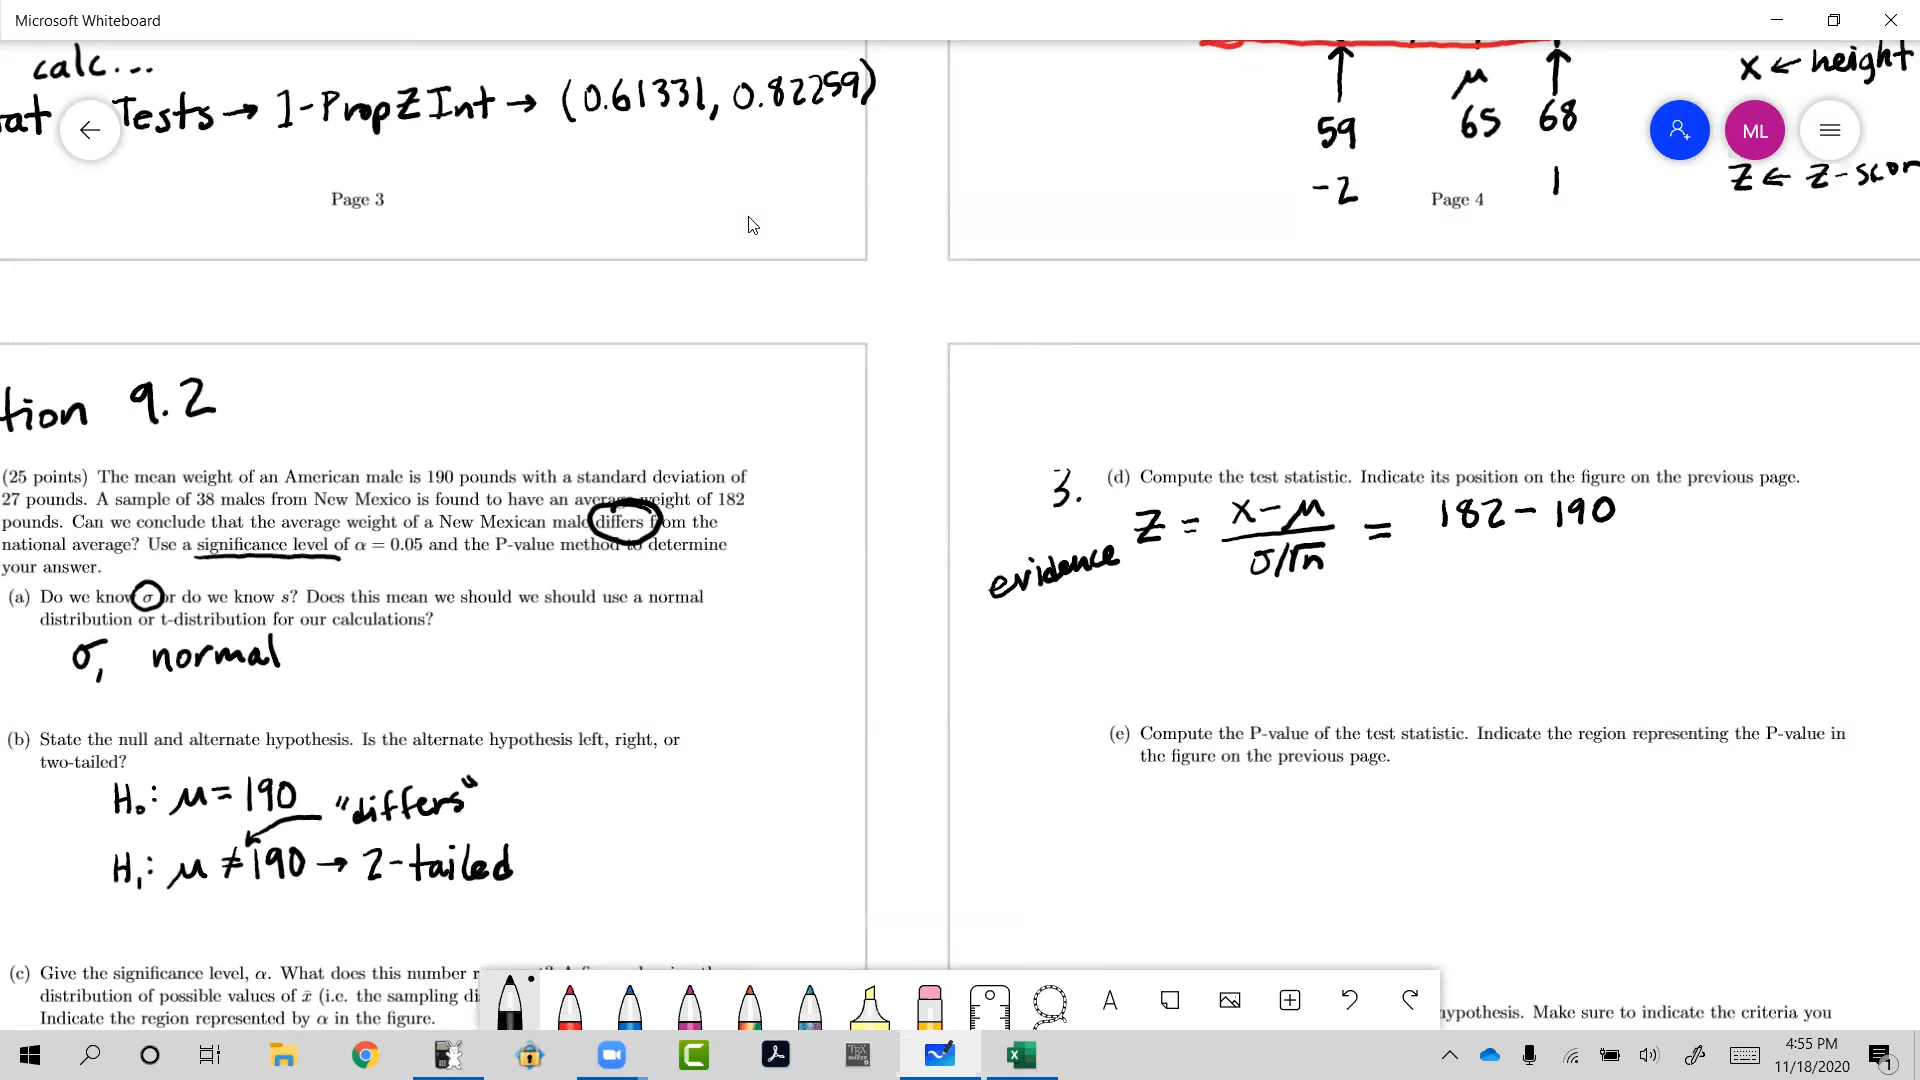 Microsoft Whiteboard
calc...
Tests → 1-PropZInt → (0.61331, 0.82259)
Page 3
μ
x ← height
59 65 68
ML
-2 1
z ← z-scor
Page 4
tion 9.2
(25 points) The mean weight of an American male is 190 pounds with a standard deviation of
27 pounds. A sample of 38 males from New Mexico is found to have an average weight of 182
pounds. Can we conclude that the average weight of a New Mexican male differs from the
national average? Use a significance level of α = 0.05 and the P-value method to determine
your answer.
(a) Do we know σ or do we know s? Does this mean we should we should use a normal
distribution or t-distribution for our calculations?
σ, normal
(b) State the null and alternate hypothesis. Is the alternate hypothesis left, right, or
two-tailed?
H₀: μ = 190 "differs"
H₁: μ ≠ 190 → 2-tailed
(c) Give the significance level, α. What does this number r
distribution of possible values of x̄ (i.e. the sampling di
Indicate the region represented by α in the figure.
3. (d) Compute the test statistic. Indicate its position on the figure on the previous page.
evidence z = (x-μ)/(σ/√n) = 182 - 190
(e) Compute the P-value of the test statistic. Indicate the region representing the P-value in
the figure on the previous page.
ypothesis. Make sure to indicate the criteria you
4:55 PM
11/18/2020
1